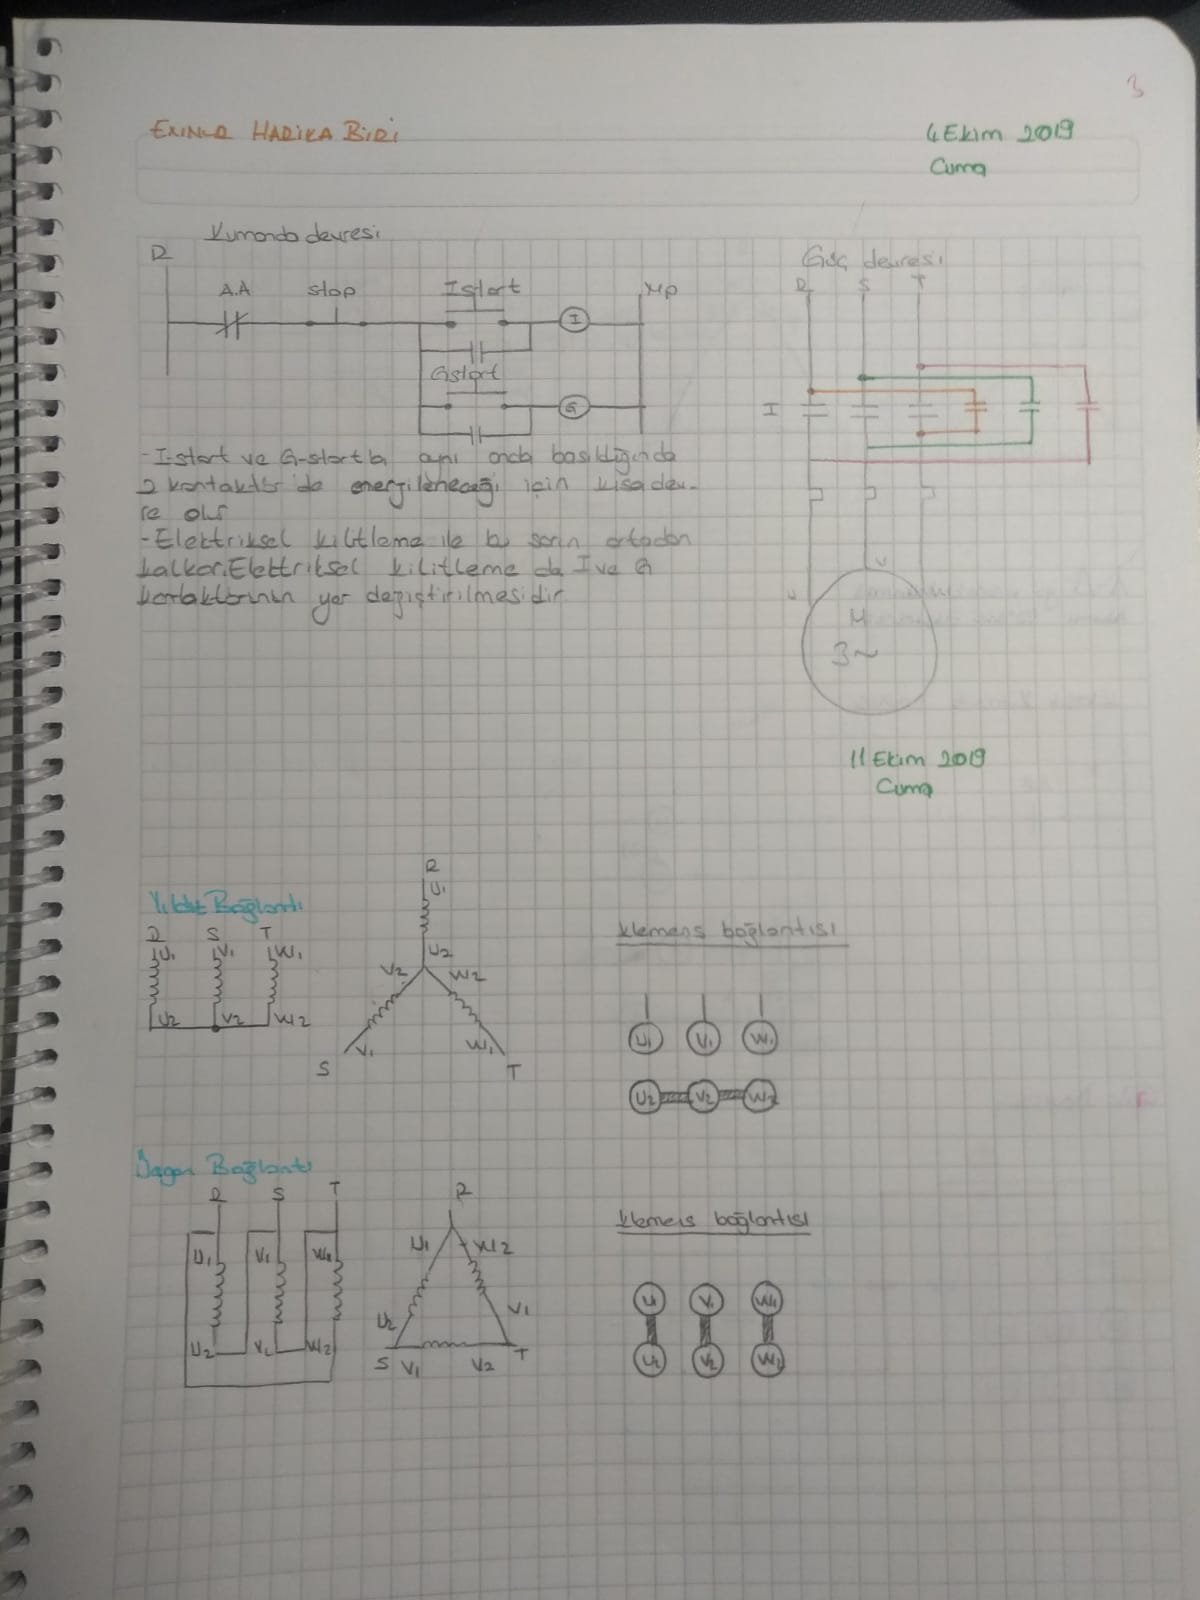 3
EXINLR HARİKA BİRİ
4 Ekim 2019
Cuma
Kumanda devresi
R
A.A stop I start Mp
I
G start
G
Güç devresi
R S T
I
-I-start ve G-start'a aynı anda basıldığında
2 kontaktör de enerjileneceği için kısa dev-
re olur
-Elektriksel kilitleme ile bu sorun ortadan
kalkar. Elektriksel kilitleme de I ve G
kontaklarının yer değiştirilmesidir.
U V
M
3~
11 Ekim 2019
Cuma
Yıldız Bağlantı
R S T
U1 V1 W1
U2 V2 W2
R
U1
U2
V2 W2
V1 W1
S T
Klemens bağlantısı
U1 V1 W1
U2 V2 W2
Üçgen Bağlantı
R S T
U1 V1 W1
U2 V2 W2
R
U1 W2
U2 V1
S V1 V2 T
Klemens bağlantısı
U1 V1 W1
U2 V2 W2